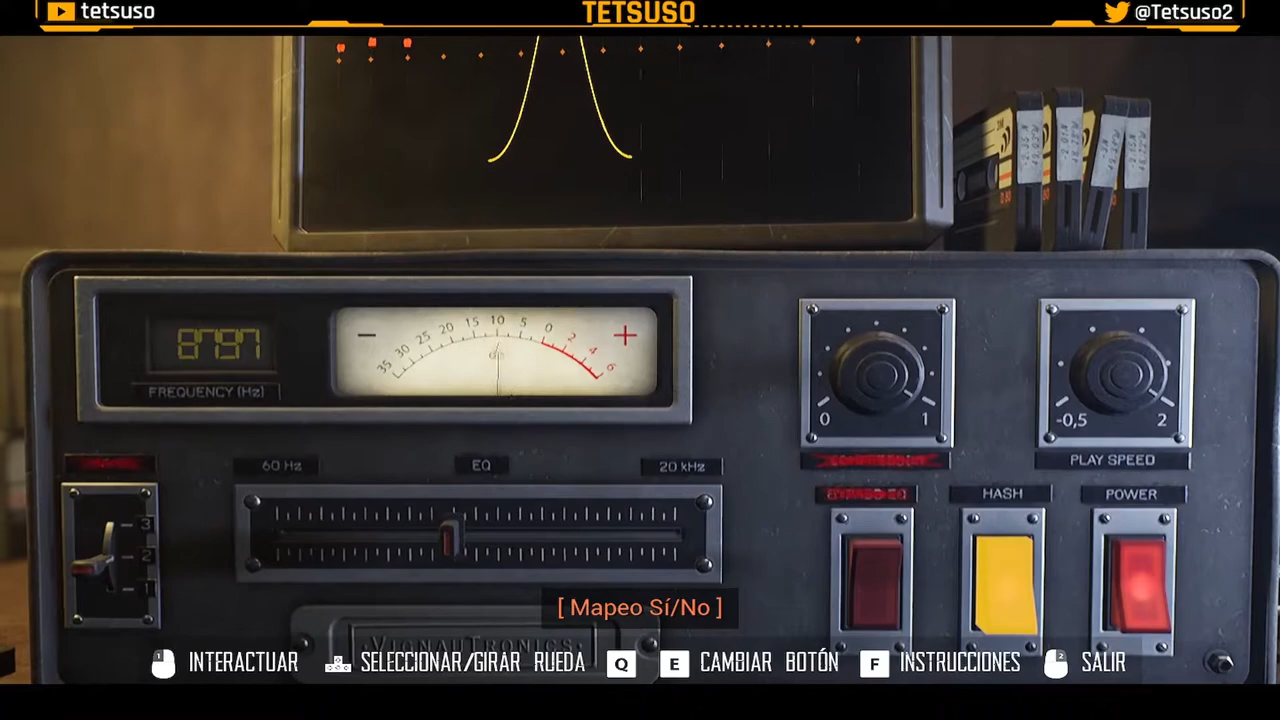 tetsuso
TETSUSO
@Tetsuso2
8797
FREQUENCY (Hz)
35 30 25 20 15 10 5 0 2 4 6
60 Hz
EQ
20 kHz
3
2
1
0
1
-0,5
2
PLAY SPEED
HASH
POWER
VIGNAUTRONICS
[ Mapeo Sí/No ]
INTERACTUAR
SELECCIONAR/GIRAR RUEDA
Q
E
CAMBIAR BOTÓN
F
INSTRUCCIONES
SALIR